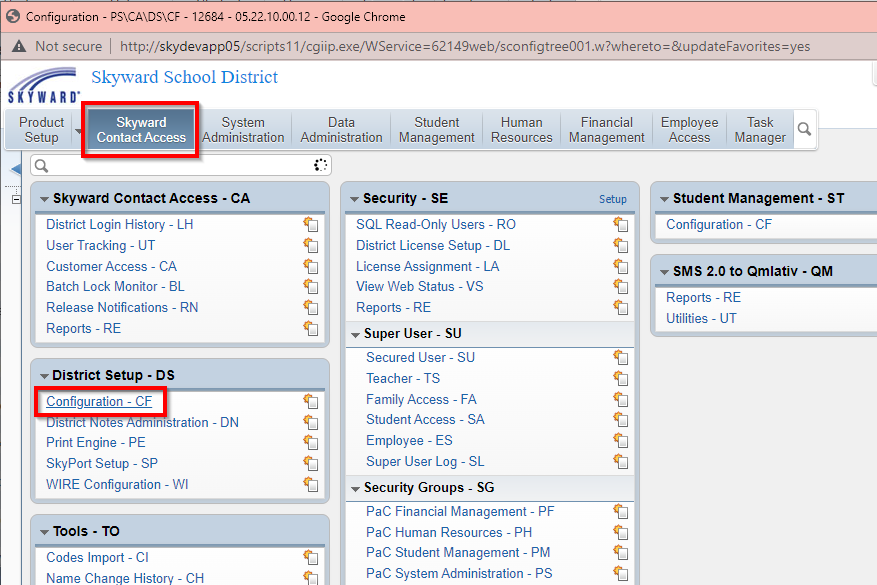 Configuration - PS\CA\DS\CF - 12684 - 05.22.10.00.12 - Google Chrome
Not secure | http://skydevapp05/scripts11/cgiip.exe/WService=62149web/sconfigtree001.w?whereto=&updateFavorites=yes
SKYWARD
Skyward School District
Product Setup
Skyward Contact Access
System Administration
Data Administration
Student Management
Human Resources
Financial Management
Employee Access
Task Manager
Skyward Contact Access - CA
District Login History - LH
User Tracking - UT
Customer Access - CA
Batch Lock Monitor - BL
Release Notifications - RN
Reports - RE
District Setup - DS
Configuration - CF
District Notes Administration - DN
Print Engine - PE
SkyPort Setup - SP
WIRE Configuration - WI
Tools - TO
Codes Import - CI
Name Change History - CH
Security - SE
Setup
SQL Read-Only Users - RO
District License Setup - DL
License Assignment - LA
View Web Status - VS
Reports - RE
Super User - SU
Secured User - SU
Teacher - TS
Family Access - FA
Student Access - SA
Employee - ES
Super User Log - SL
Security Groups - SG
PaC Financial Management - PF
PaC Human Resources - PH
PaC Student Management - PM
PaC System Administration - PS
Student Management - ST
Configuration - CF
SMS 2.0 to Qmlativ - QM
Reports - RE
Utilities - UT